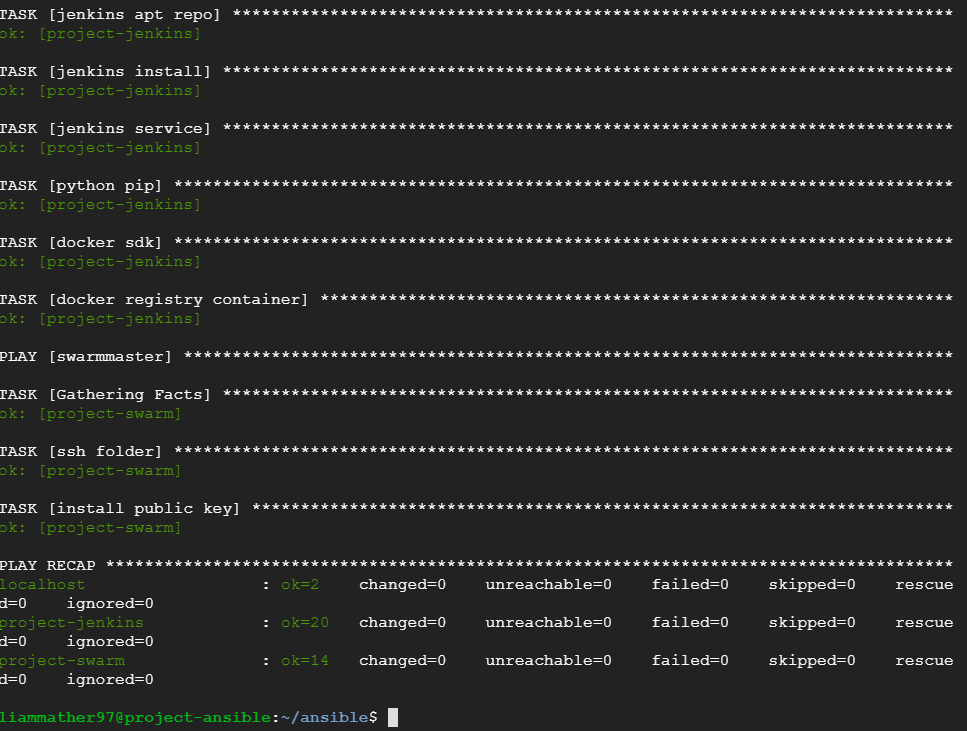 TASK [jenkins apt repo] **************************************************************************
ok: [project-jenkins]
TASK [jenkins install] ***************************************************************************
ok: [project-jenkins]
TASK [jenkins service] ***************************************************************************
ok: [project-jenkins]
TASK [python pip] ********************************************************************************
ok: [project-jenkins]
TASK [docker sdk] ********************************************************************************
ok: [project-jenkins]
TASK [docker registry container] *****************************************************************
ok: [project-jenkins]
PLAY [swarmmaster] *******************************************************************************
TASK [Gathering Facts] ***************************************************************************
ok: [project-swarm]
TASK [ssh folder] ********************************************************************************
ok: [project-swarm]
TASK [install public key] ************************************************************************
ok: [project-swarm]
PLAY RECAP ***************************************************************************************
localhost                  : ok=2    changed=0    unreachable=0    failed=0    skipped=0    rescue
d=0    ignored=0
project-jenkins            : ok=20   changed=0    unreachable=0    failed=0    skipped=0    rescue
d=0    ignored=0
project-swarm              : ok=14   changed=0    unreachable=0    failed=0    skipped=0    rescue
d=0    ignored=0
liammather97@project-ansible:~/ansible$